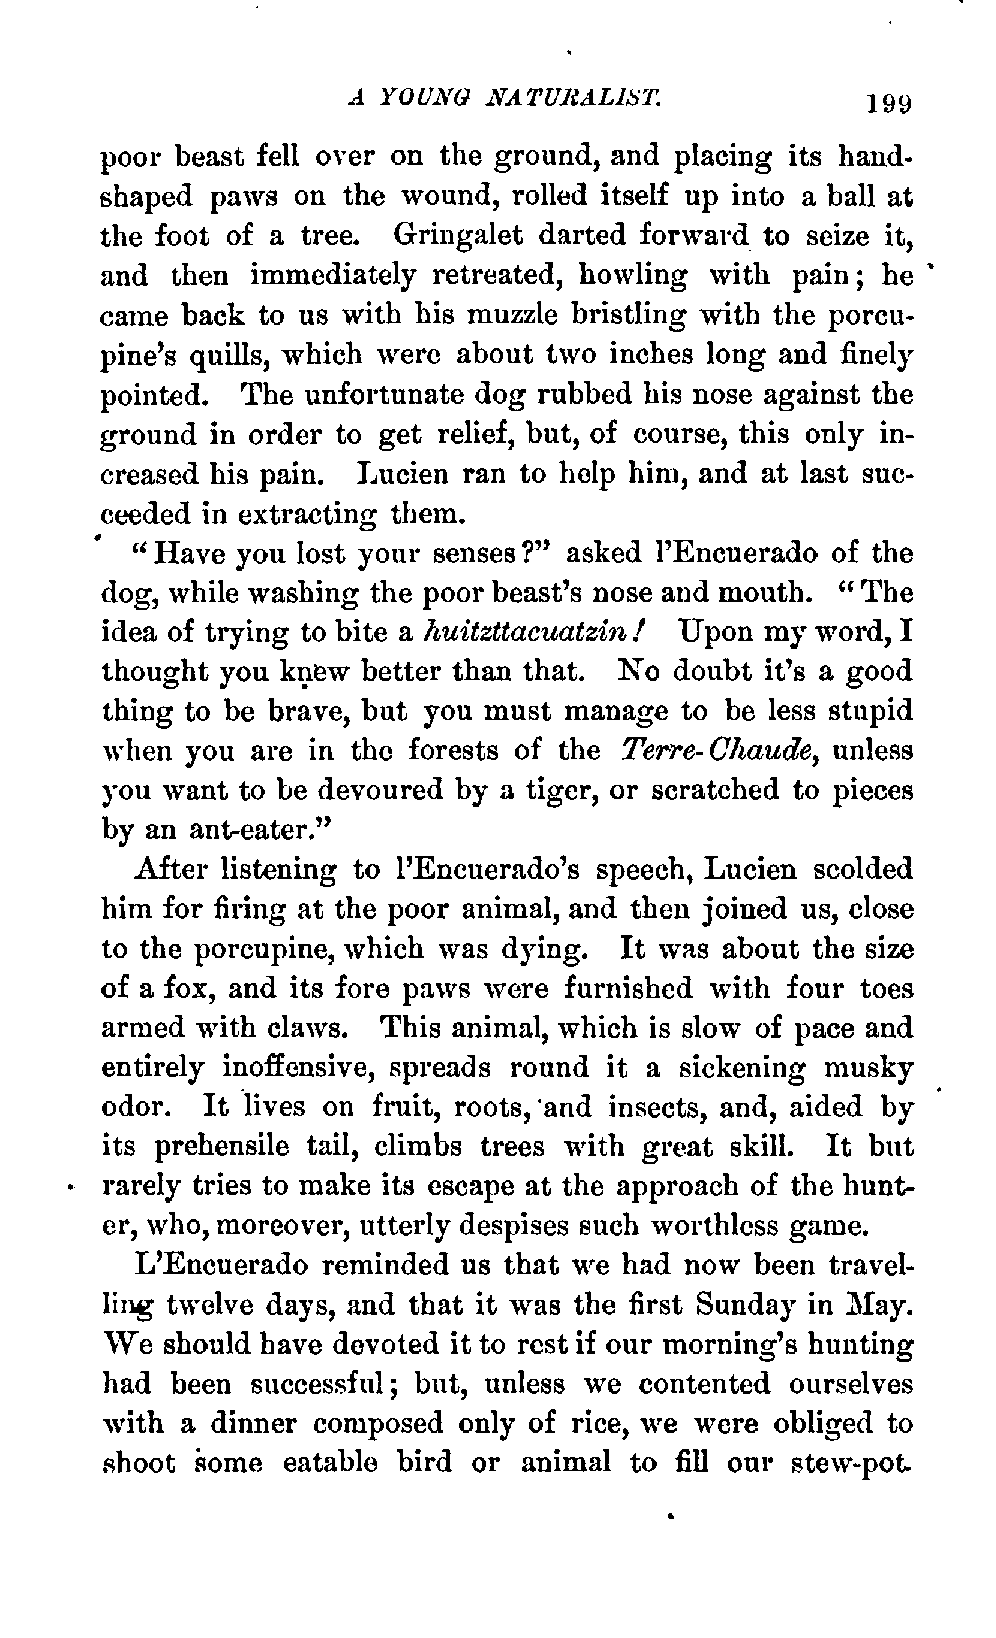 A YOUNG NATURALIST. 199
poor beast fell over on the ground, and placing its hand-
shaped paws on the wound, rolled itself up into a ball at
the foot of a tree. Gringalet darted forward to seize it,
and then immediately retreated, howling with pain; he
came back to us with his muzzle bristling with the porcu-
pine's quills, which were about two inches long and finely
pointed. The unfortunate dog rubbed his nose against the
ground in order to get relief, but, of course, this only in-
creased his pain. Lucien ran to help him, and at last suc-
ceeded in extracting them.
"Have you lost your senses?" asked l'Encuerado of the
dog, while washing the poor beast's nose and mouth. "The
idea of trying to bite a huitzttacuatzin! Upon my word, I
thought you knew better than that. No doubt it's a good
thing to be brave, but you must manage to be less stupid
when you are in the forests of the Terre-Chaude, unless
you want to be devoured by a tiger, or scratched to pieces
by an ant-eater."
After listening to l'Encuerado's speech, Lucien scolded
him for firing at the poor animal, and then joined us, close
to the porcupine, which was dying. It was about the size
of a fox, and its fore paws were furnished with four toes
armed with claws. This animal, which is slow of pace and
entirely inoffensive, spreads round it a sickening musky
odor. It lives on fruit, roots, and insects, and, aided by
its prehensile tail, climbs trees with great skill. It but
rarely tries to make its escape at the approach of the hunt-
er, who, moreover, utterly despises such worthless game.
L'Encuerado reminded us that we had now been travel-
ling twelve days, and that it was the first Sunday in May.
We should have devoted it to rest if our morning's hunting
had been successful; but, unless we contented ourselves
with a dinner composed only of rice, we were obliged to
shoot some eatable bird or animal to fill our stew-pot.